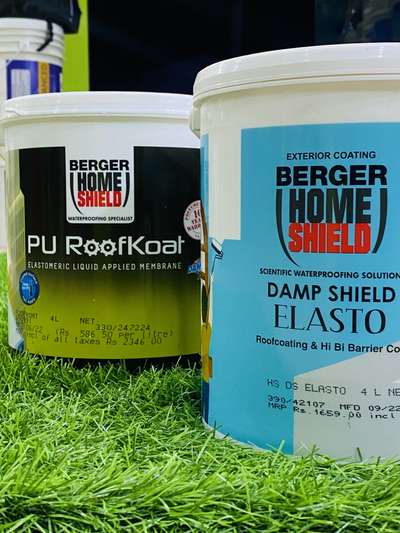 BERGER
HOME
SHIELD
WATERPROOFING SPECIALIST
PU RoofKoat
ELASTOMERIC LIQUID APPLIED MEMBRANE
4L NET 330/247224
(Rs 586.50 per litre)
incl of all taxes Rs 2346.00
EXTERIOR COATING
BERGER
HOME
SHIELD
SCIENTIFIC WATERPROOFING SOLUTION
DAMP SHIELD
ELASTO
Roofcoating & Hi Bi Barrier Co
HS DS ELASTO 4 L NE
330/42107 MFD 09/22
MRP Rs.1659.00 incl